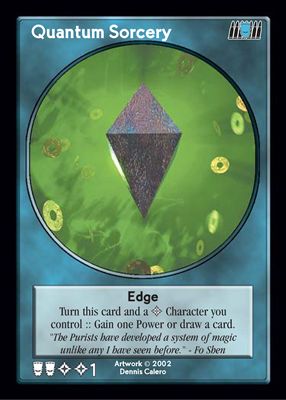 Quantum Sorcery
Edge
Turn this card and a Character you
control :: Gain one Power or draw a card.
"The Purists have developed a system of magic
unlike any I have seen before." - Fo Shen
1
Artwork © 2002
Dennis Calero